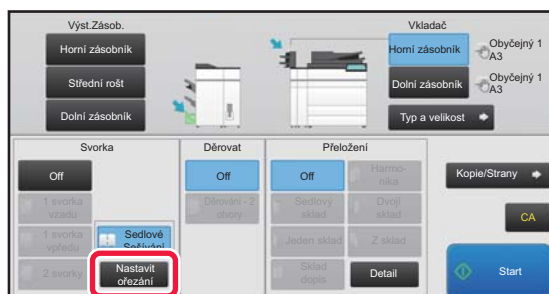 Výst.Zásob.
Horní zásobník
Střední rošt
Dolní zásobník
Vkladač
Horní zásobník
Obyčejný 1
A3
Dolní zásobník
Obyčejný 1
A3
Typ a velikost
Svorka
Off
1 svorka
vzadu
1 svorka
vpředu
Sedlové
Sešívání
2 svorky
Nastavit
ořezání
Děrovat
Off
Děrování - 2
otvory
Přeložení
Off
Harmo-
nika
Sedlový
sklad
Dvojí
sklad
Jeden sklad
Z sklad
Sklad
dopis
Detail
Kopie/Strany
CA
Start